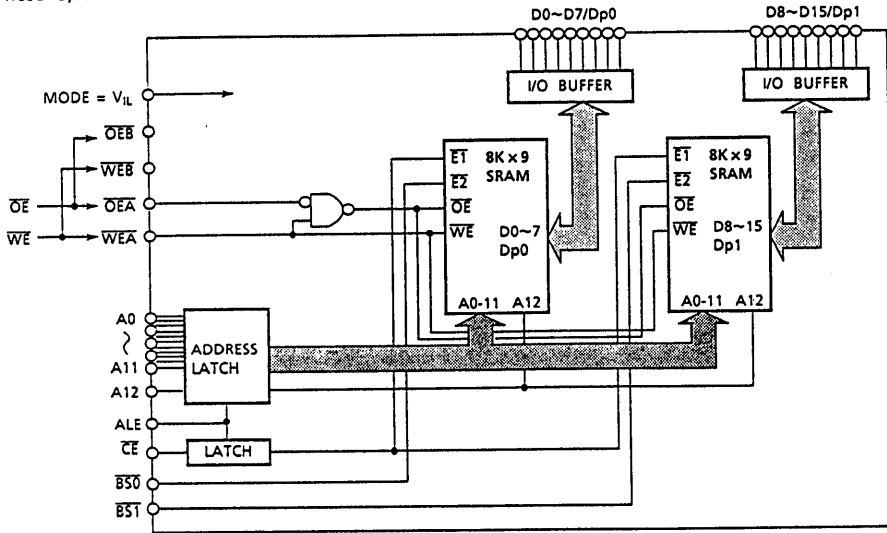 D0~D7/Dp0
D8~D15/Dp1
I/O BUFFER
I/O BUFFER
MODE = VIL
OEB
WEB
OE
OEA
WE
WEA
E1
E2
OE
WE
8K x 9
SRAM
D0~7
Dp0
A0-11 A12
E1
E2
OE
WE
8K x 9
SRAM
D8~15
Dp1
A0-11 A12
A0
~
A11
A12
ADDRESS
LATCH
ALE
CE
LATCH
BS0
BS1